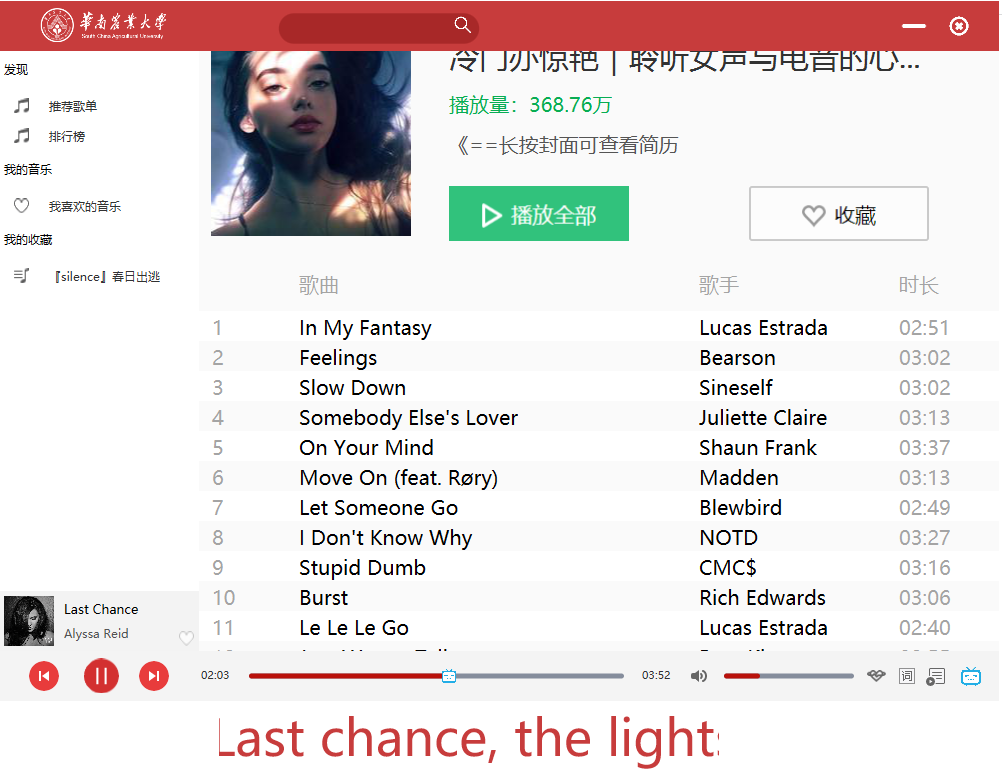 華南農業大學
South China Agricultural University
发现
推荐歌单
排行榜
我的音乐
我喜欢的音乐
我的收藏
『silence』春日出逃
冷门亦惊艳｜聆听女声与电音的心...
播放量：368.76万
《==长按封面可查看简历
播放全部
收藏
歌曲 歌手 时长
1 In My Fantasy Lucas Estrada 02:51
2 Feelings Bearson 03:02
3 Slow Down Sineself 03:02
4 Somebody Else's Lover Juliette Claire 03:13
5 On Your Mind Shaun Frank 03:37
6 Move On (feat. Røry) Madden 03:13
7 Let Someone Go Blewbird 02:49
8 I Don't Know Why NOTD 03:27
9 Stupid Dumb CMC$ 03:16
10 Burst Rich Edwards 03:06
11 Le Le Le Go Lucas Estrada 02:40
Last Chance
Alyssa Reid
02:03
03:52
词
Last chance, the lights